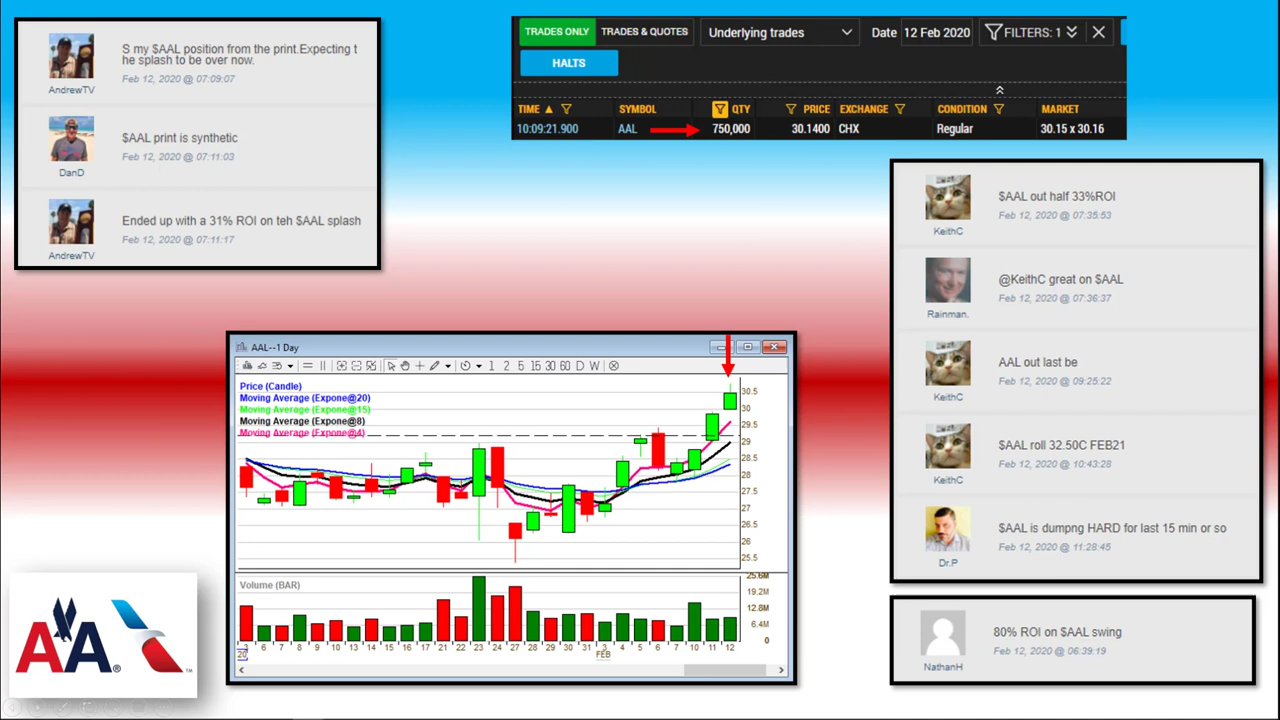 S my $AAL position from the print.Expecting t
he splash to be over now.
Feb 12, 2020 @ 07:09:07
AndrewTV
$AAL print is synthetic
Feb 12, 2020 @ 07:11:03
DanD
Ended up with a 31% ROI on teh $AAL splash
Feb 12, 2020 @ 07:11:17
AndrewTV
TRADES ONLY TRADES & QUOTES Underlying trades Date 12 Feb 2020 FILTERS: 1
HALTS
TIME SYMBOL QTY PRICE EXCHANGE CONDITION MARKET
10:09:21.900 AAL 750,000 30.1400 CHX Regular 30.15 x 30.16
$AAL out half 33%ROI
Feb 12, 2020 @ 07:35:53
KeithC
@KeithC great on $AAL
Feb 12, 2020 @ 07:36:37
Rainman.
AAL out last be
Feb 12, 2020 @ 09:25:22
KeithC
$AAL roll 32.50C FEB21
Feb 12, 2020 @ 10:43:28
KeithC
$AAL is dumpng HARD for last 15 min or so
Feb 12, 2020 @ 11:28:45
Dr.P
80% ROI on $AAL swing
Feb 12, 2020 @ 06:39:19
NathanH
AAL--1 Day
1 2 5 15 30 60 D W
Price (Candle)
Moving Average (Expone@20)
Moving Average (Expone@15)
Moving Average (Expone@8)
Moving Average (Expone@4)
30.5
30
29.5
29
28.5
28
27.5
27
26.5
26
25.5
Volume (BAR)
25.6M
19.2M
12.8M
6.4M
0
3 6 7 8 9 10 13 14 15 16 17 21 22 23 24 27 28 29 30 31 3 4 5 6 7 10 11 12
20 FEB
AA®